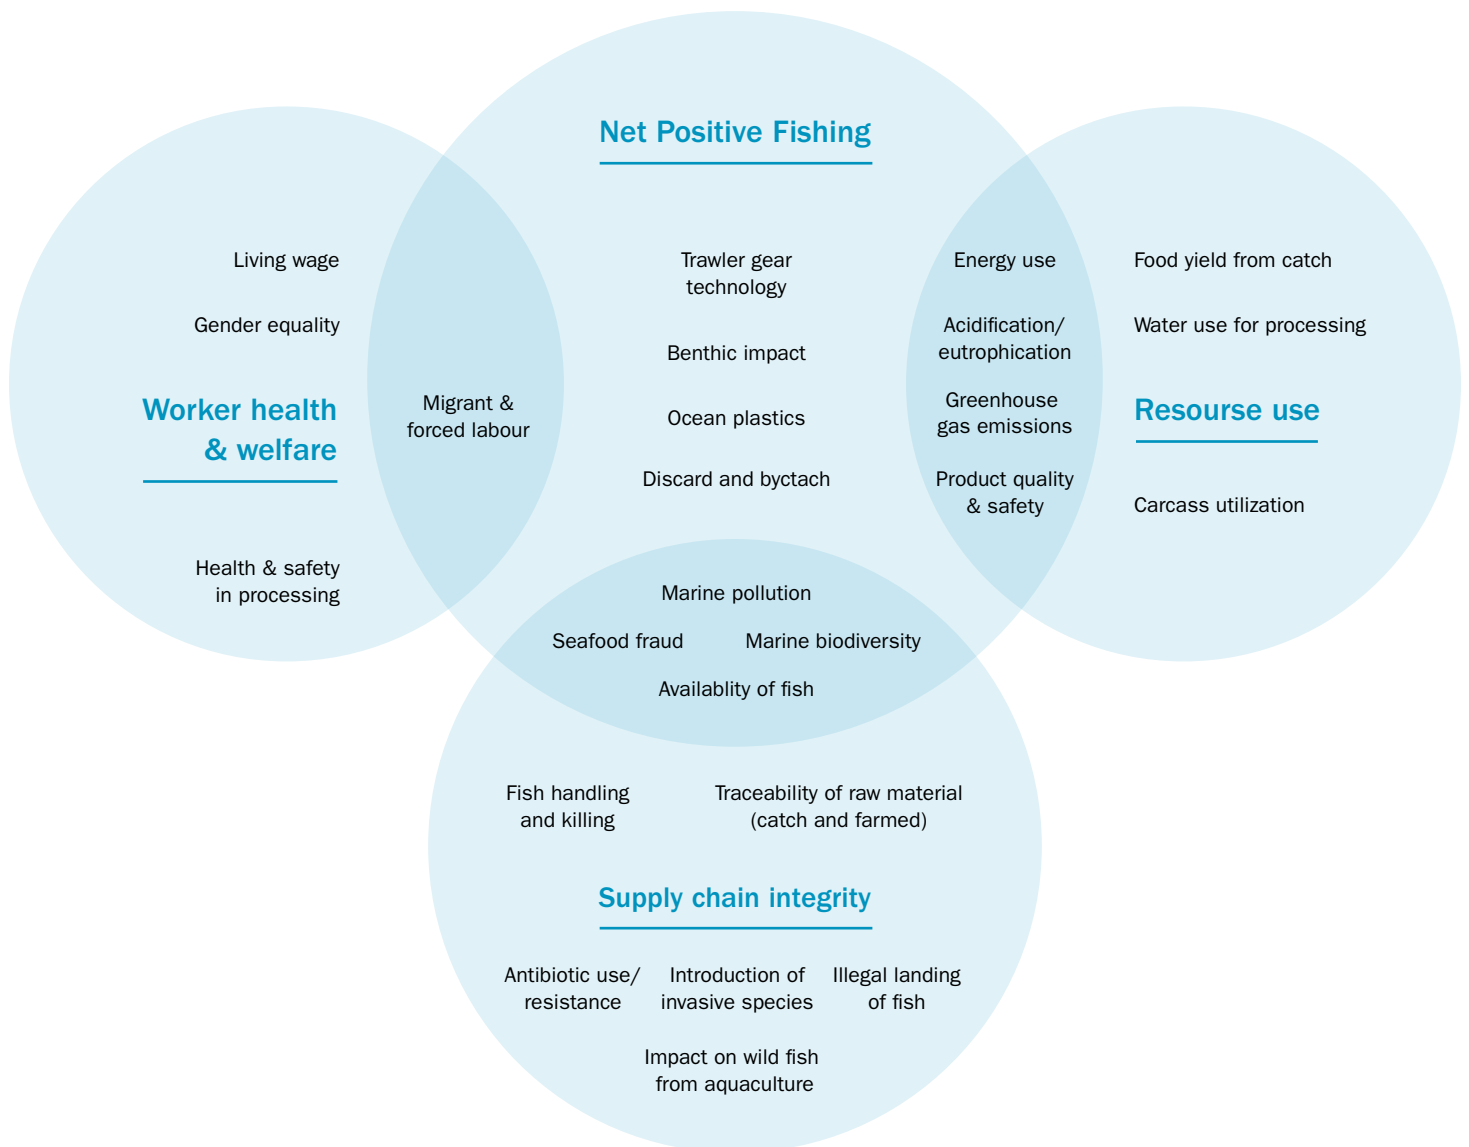 Net Positive Fishing
Living wage
Gender equality
Worker health
& welfare
Health & safety
in processing
Migrant &
forced labour
Trawler gear
technology
Benthic impact
Ocean plastics
Discard and byctach
Energy use
Acidification/
eutrophication
Greenhouse
gas emissions
Product quality
& safety
Food yield from catch
Water use for processing
Resourse use
Carcass utilization
Marine pollution
Seafood fraud
Marine biodiversity
Availablity of fish
Fish handling
and killing
Traceability of raw material
(catch and farmed)
Supply chain integrity
Antibiotic use/
resistance
Introduction of
invasive species
Illegal landing
of fish
Impact on wild fish
from aquaculture